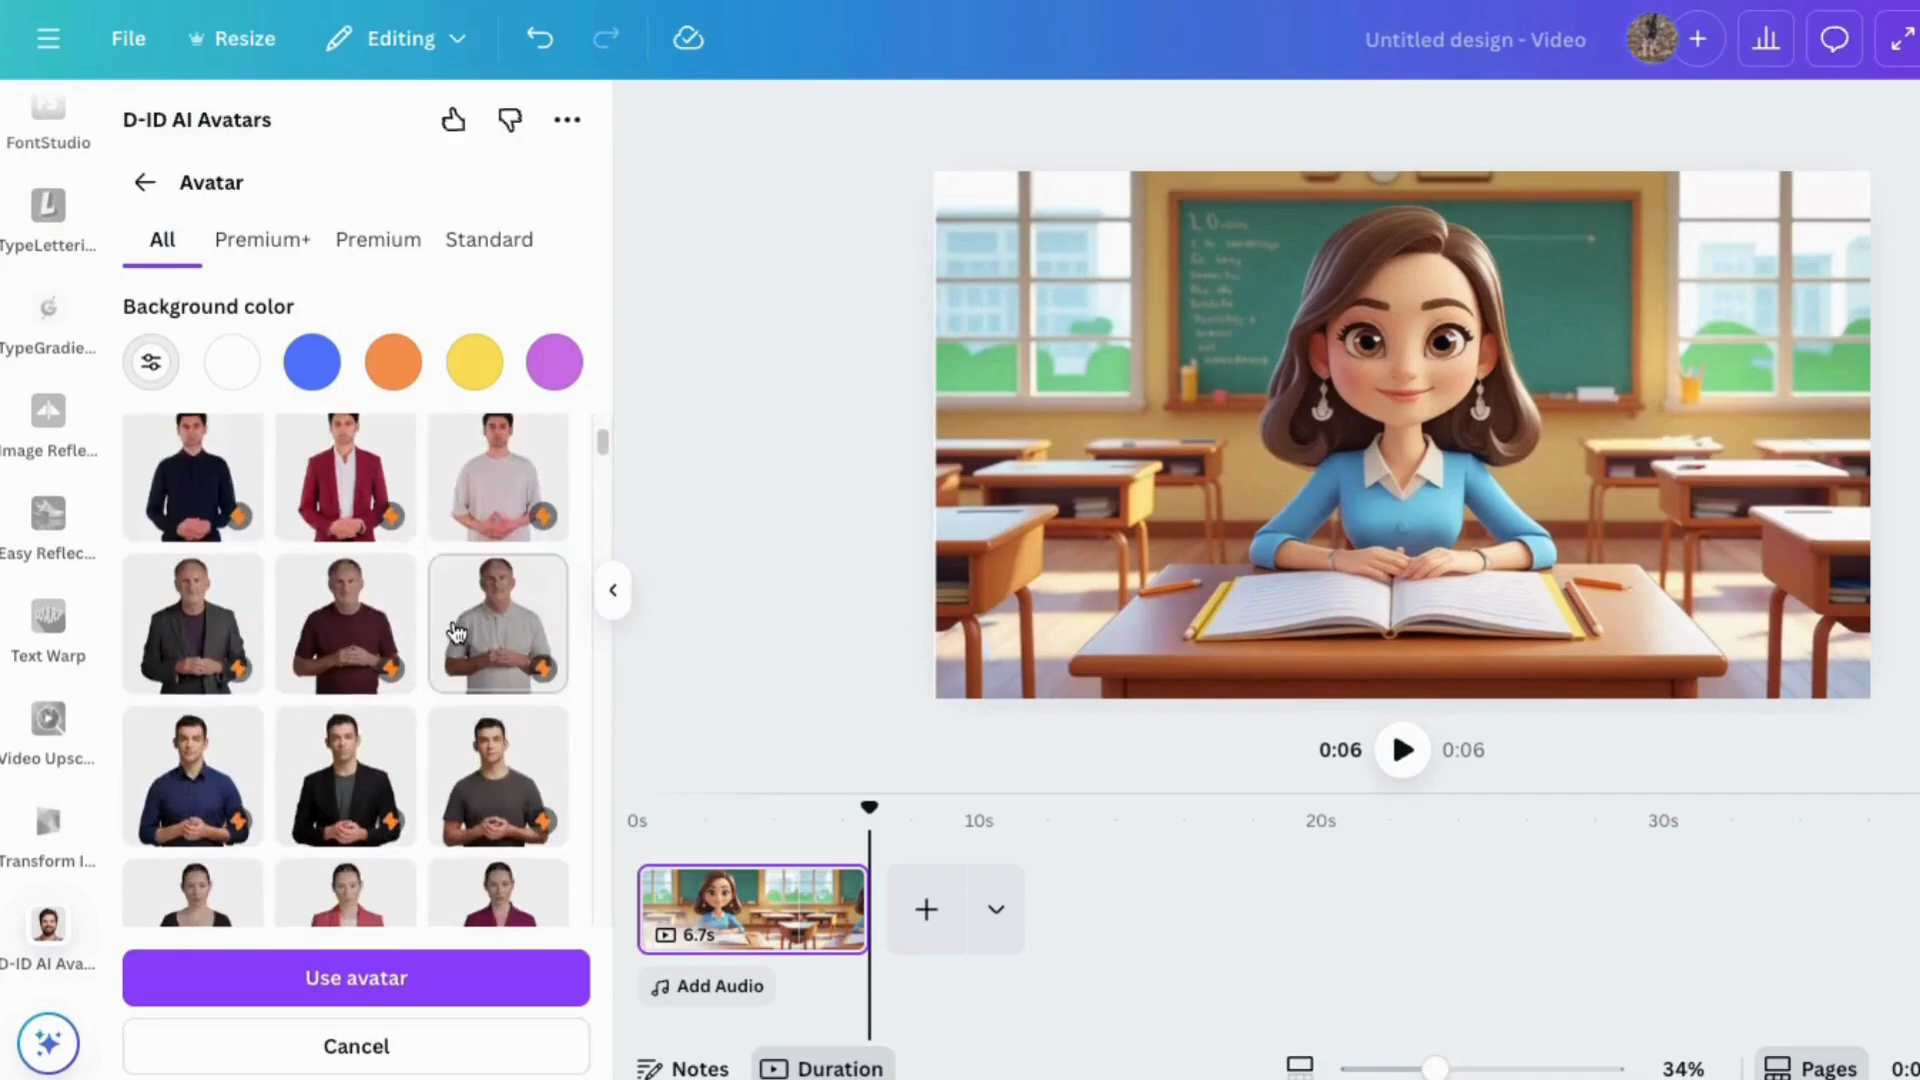 File
Resize
Editing
Untitled design - Video
FontStudio
TypeLetteri...
TypeGradie...
Image Refle...
Easy Reflec...
Text Warp
Video Upsc...
Transform I...
D-ID AI Ava...
D-ID AI Avatars
Avatar
All Premium+ Premium Standard
Background color
Use avatar
Cancel
0:06 0:06
0s 10s 20s 30s
6.7s
Add Audio
Notes Duration 34% Pages 0:0